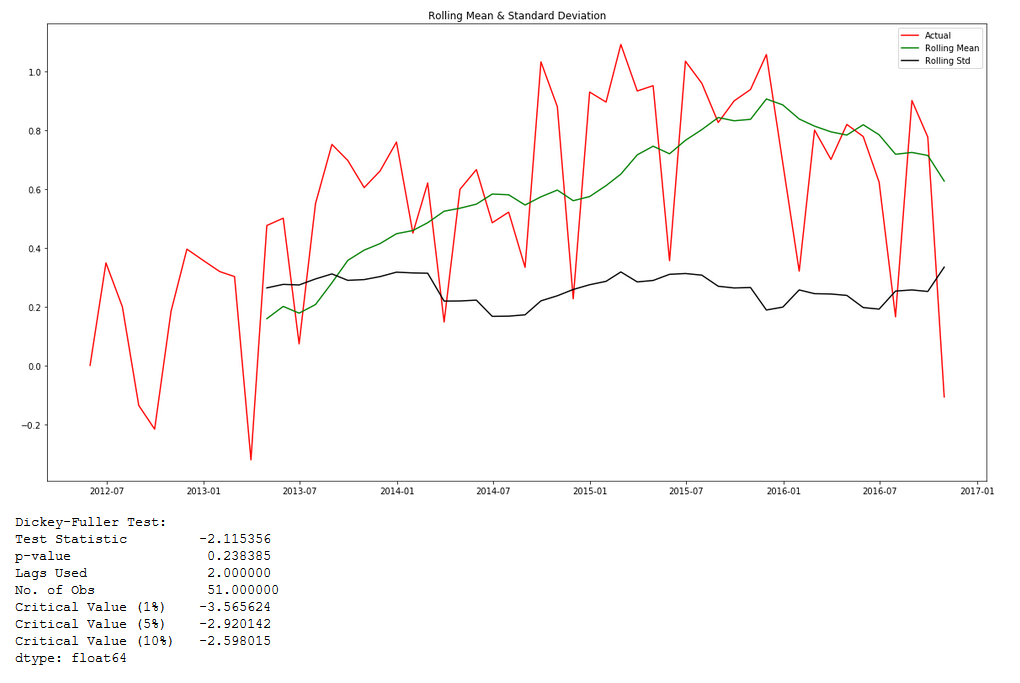 Rolling Mean & Standard Deviation
Actual
Rolling Mean
Rolling Std
1.0
0.8
0.6
0.4
0.2
0.0
−0.2
2012-07 2013-01 2013-07 2014-01 2014-07 2015-01 2015-07 2016-01 2016-07 2017-01
Dickey-Fuller Test:
Test Statistic -2.115356
p-value 0.238385
Lags Used 2.000000
No. of Obs 51.000000
Critical Value (1%) -3.565624
Critical Value (5%) -2.920142
Critical Value (10%) -2.598015
dtype: float64